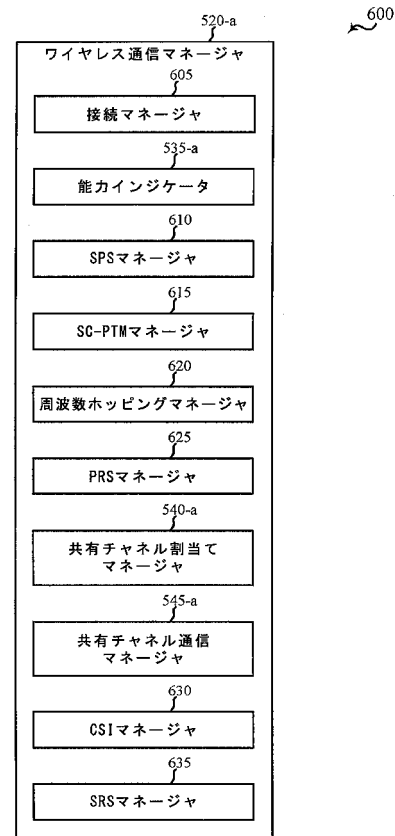 600
520-a
ワイヤレス通信マネージャ
605
接続マネージャ
535-a
能力インジケータ
610
SPSマネージャ
615
SC-PTMマネージャ
620
周波数ホッピングマネージャ
625
PRSマネージャ
540-a
共有チャネル割当て
マネージャ
545-a
共有チャネル通信
マネージャ
630
CSIマネージャ
635
SRSマネージャ